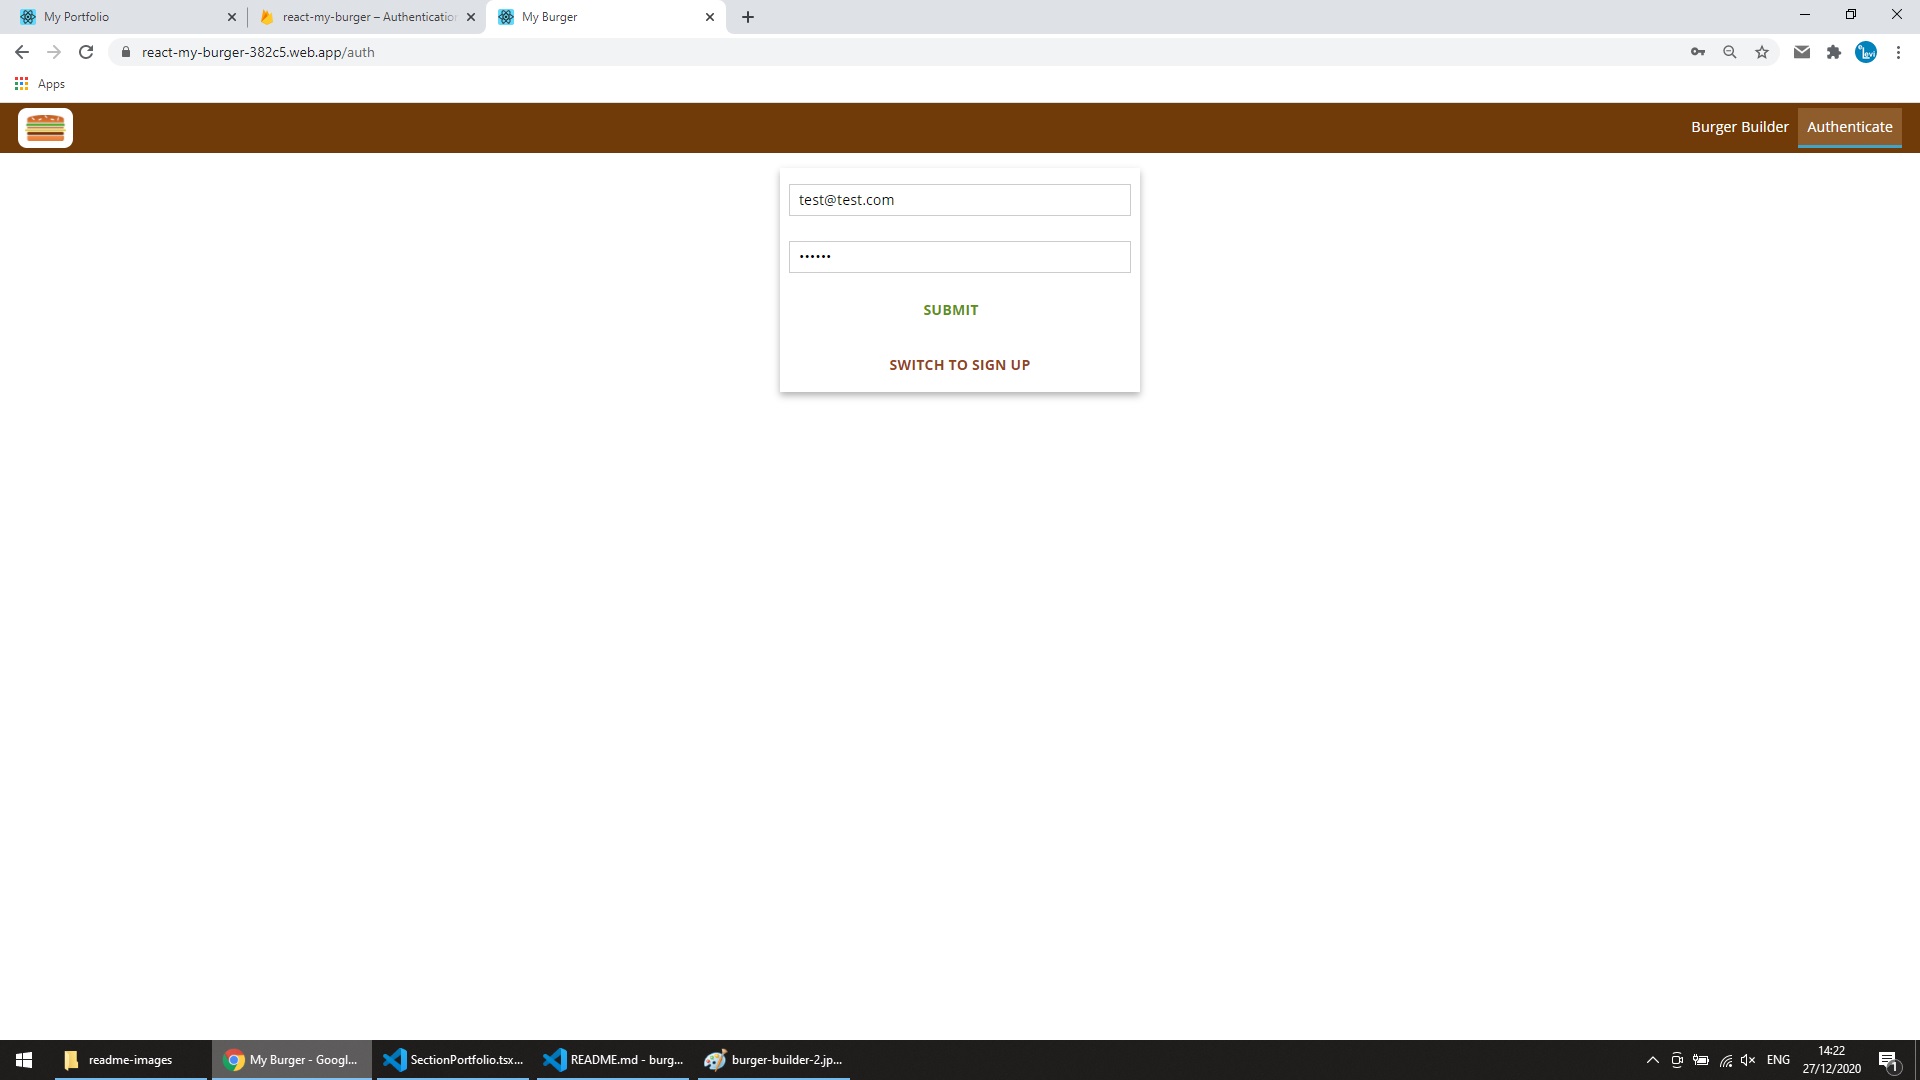 My Portfolio
react-my-burger – Authentication
My Burger
react-my-burger-382c5.web.app/auth
Apps
Burger Builder
Authenticate
test@test.com
••••••
SUBMIT
SWITCH TO SIGN UP
readme-images
My Burger - Googl...
SectionPortfolio.tsx...
README.md - burg...
burger-builder-2.jp...
ENG
14:22
27/12/2020
1